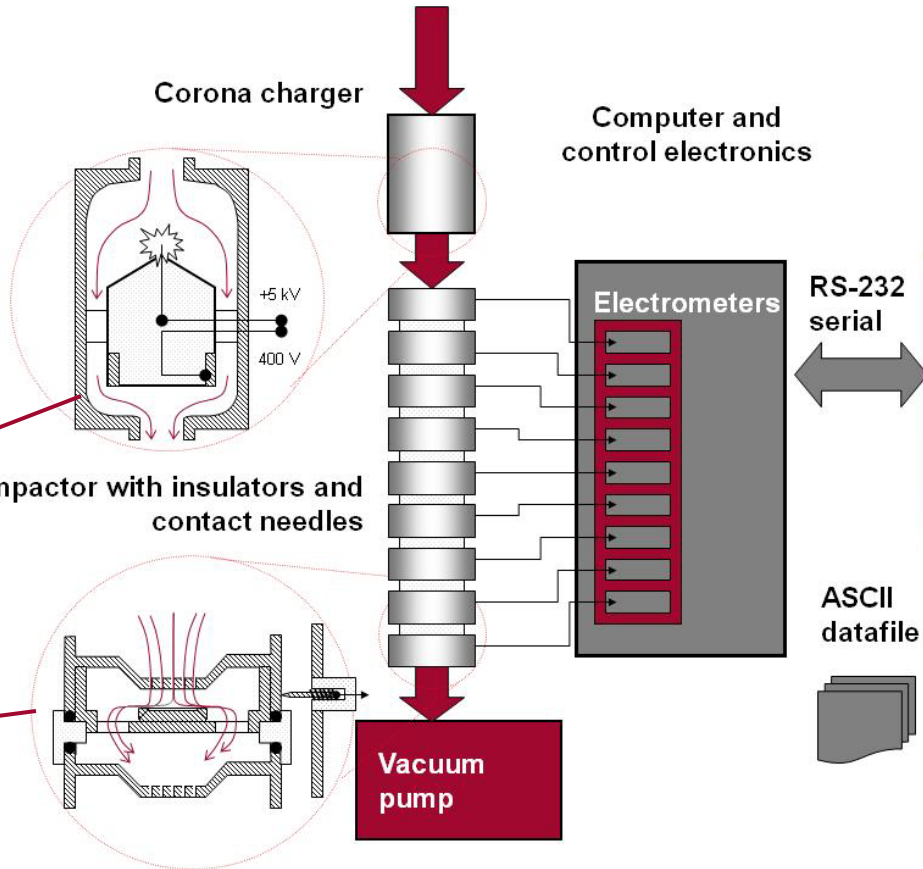 Corona charger
Computer and
control electronics
+5 kV
400 V
Electrometers
RS-232
serial
mpactor with insulators and
contact needles
ASCII
datafile
Vacuum
pump